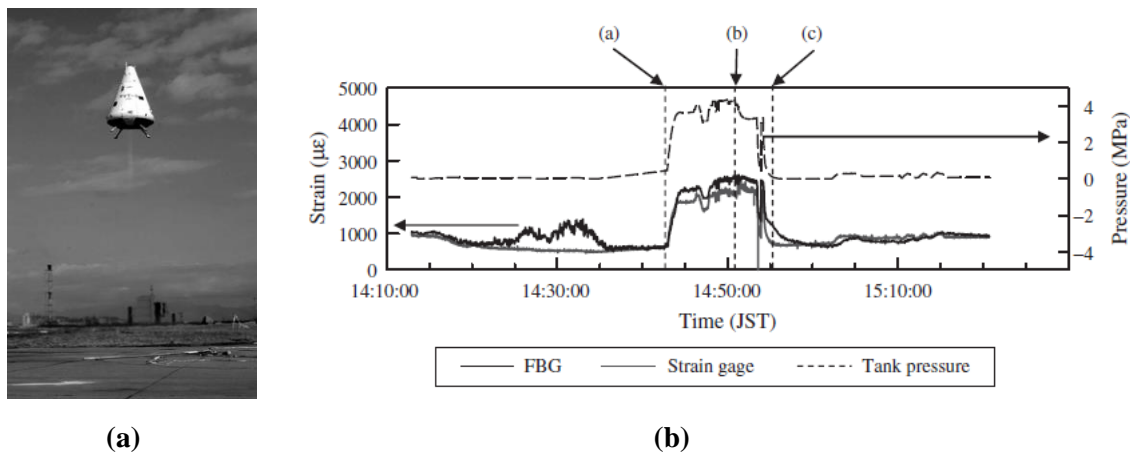 (a)
(b)
(c)
5000
4000
3000
2000
1000
0
Strain (με)
4
2
0
−2
−4
Pressure (MPa)
14:10:00
14:30:00
14:50:00
15:10:00
Time (JST)
FBG
Strain gage
Tank pressure
(a)
(b)